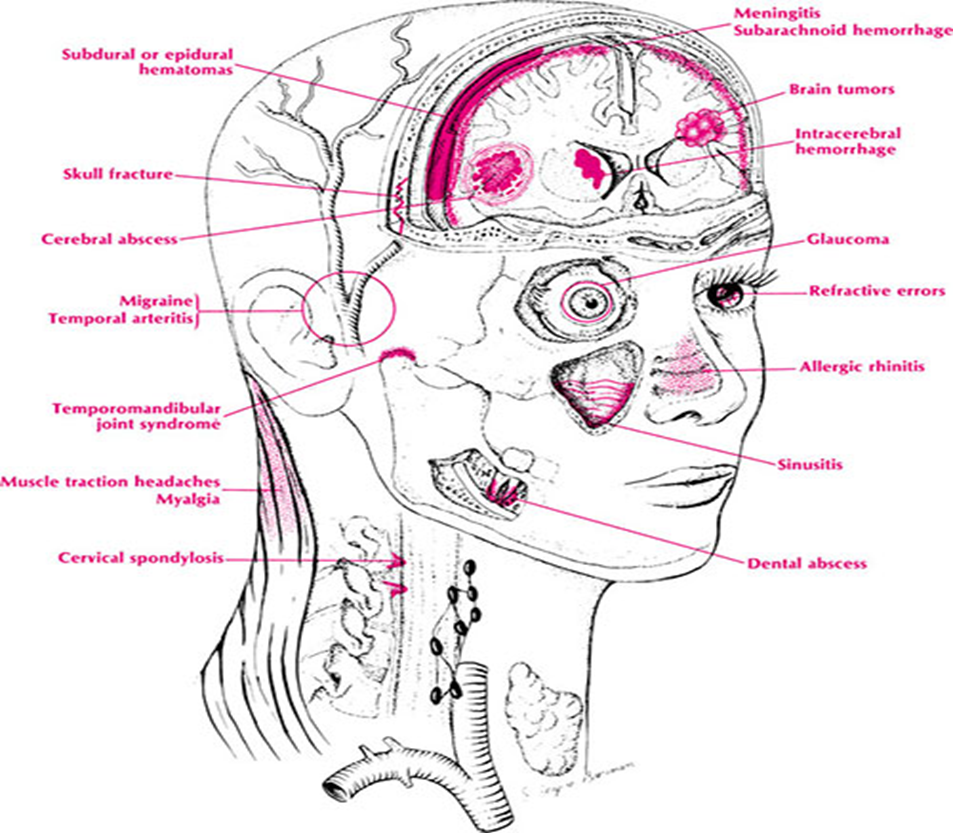 Meningitis
Subarachnoid hemorrhage
Subdural or epidural
hematomas
Brain tumors
Intracerebral
hemorrhage
Skull fracture
Cerebral abscess
Glaucoma
Refractive errors
Migraine
Temporal arteritis
Allergic rhinitis
Temporomandibular
joint syndrome
Sinusitis
Muscle traction headaches
Myalgia
Cervical spondylosis
Dental abscess